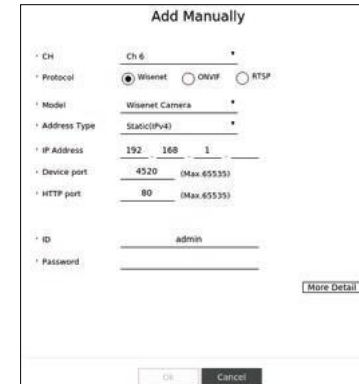 Add Manually
CH Ch 6
Protocol Wisenet ONVIF RTSP
Model Wisenet Camera
Address Type Static(IPv4)
IP Address 192 . 168 . 1 .
Device port 4520 (Max.65535)
HTTP port 80 (Max.65535)
ID admin
Password
More Detail
Ok Cancel